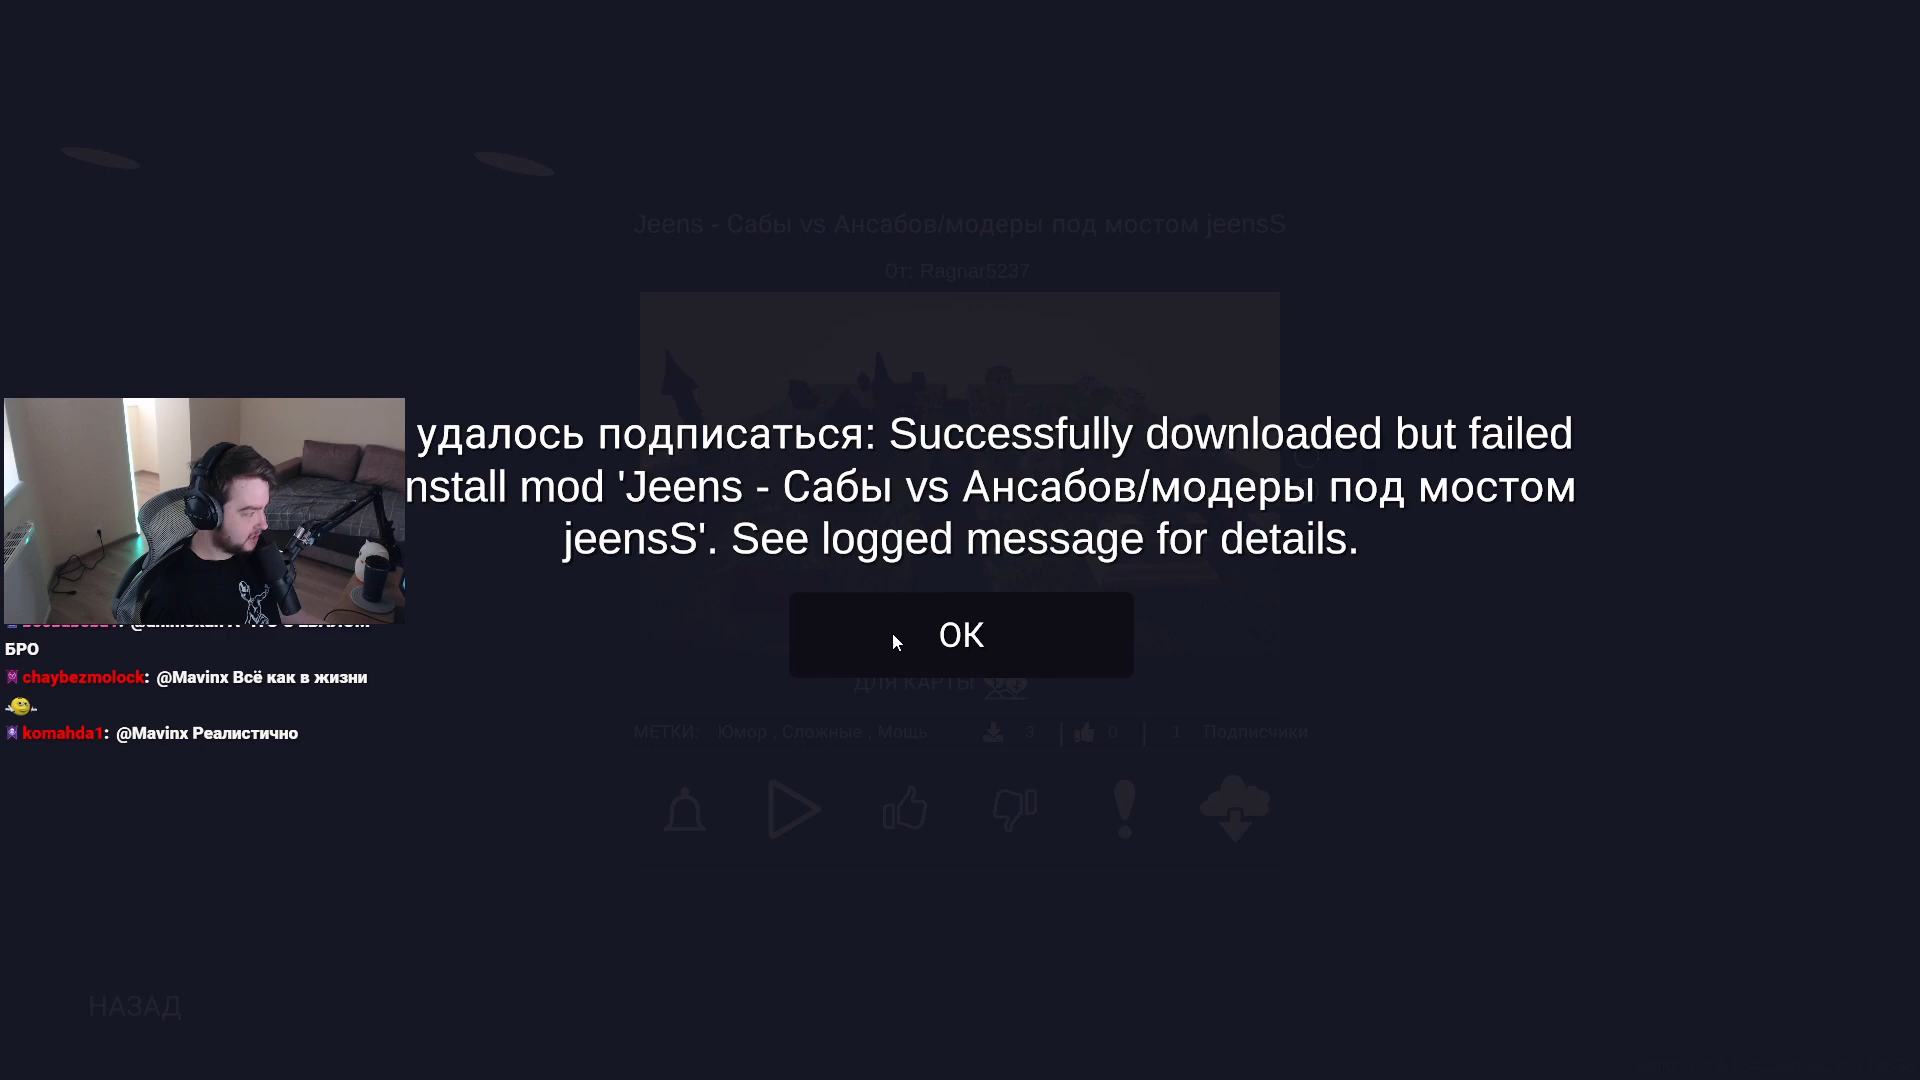 Jeens - Сабы vs Ансабов/модеры под мостом jeensS
От: Ragnar5237
удалось подписаться: Successfully downloaded but failed
nstall mod 'Jeens - Сабы vs Ансабов/модеры под мостом
jeensS'. See logged message for details.
OK
БРО
chaybezmolock: @Mavinx Всё как в жизни
komahda1: @Mavinx Реалистично
ДЛЯ КАРТЫ
МЕТКИ: Юмор , Сложные , Мощь 3 | 0 | 1 Подписчики
НАЗАД